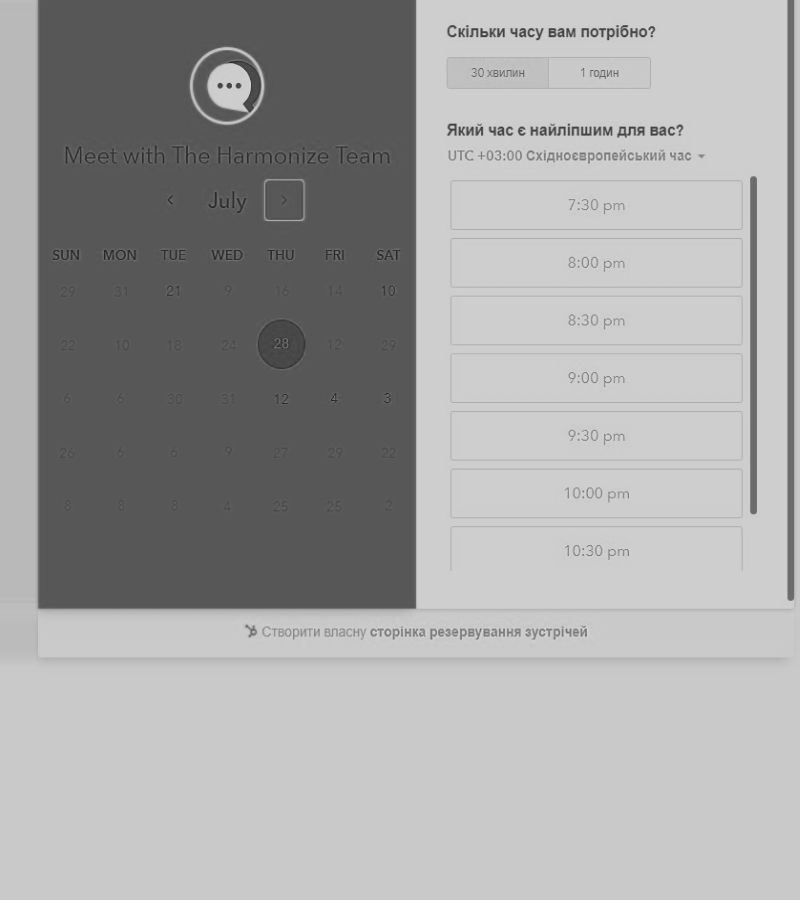 Meet with The Harmonize Team
July
SUN MON TUE WED THU FRI SAT
29 31 21 9 16 14 10
22 10 18 24 28 12 29
6 6 30 31 12 4 3
26 6 6 9 27 29 22
8 8 8 4 25 25 2
Скільки часу вам потрібно?
30 хвилин 1 годин
Який час є найліпшим для вас?
UTC +03:00 Східноєвропейський час
7:30 pm
8:00 pm
8:30 pm
9:00 pm
9:30 pm
10:00 pm
10:30 pm
Створити власну сторінка резервування зустрічей